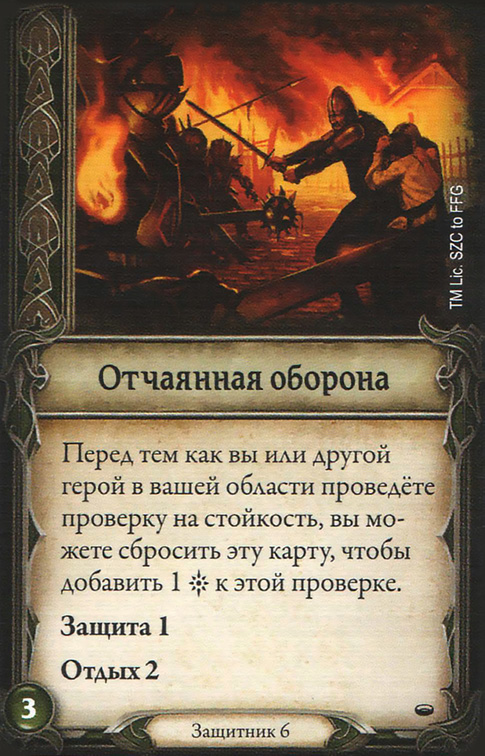 TM Lic. SZC to FFG
Отчаянная оборона
Перед тем как вы или другой
герой в вашей области проведёте
проверку на стойкость, вы мо-
жете сбросить эту карту, чтобы
добавить 1 к этой проверке.
Защита 1
Отдых 2
3
Защитник 6